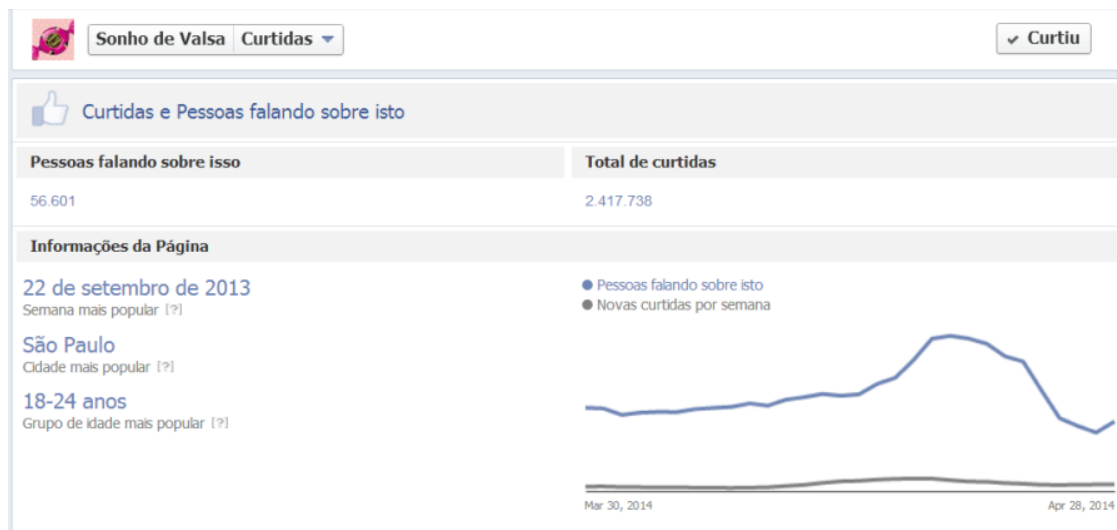 Sonho de Valsa Curtidas
Curtiu
Curtidas e Pessoas falando sobre isto
Pessoas falando sobre isso
Total de curtidas
56.601
2.417.738
Informações da Página
22 de setembro de 2013
Semana mais popular [?]
São Paulo
Cidade mais popular [?]
18-24 anos
Grupo de idade mais popular [?]
Pessoas falando sobre isto
Novas curtidas por semana
Mar 30, 2014
Apr 28, 2014